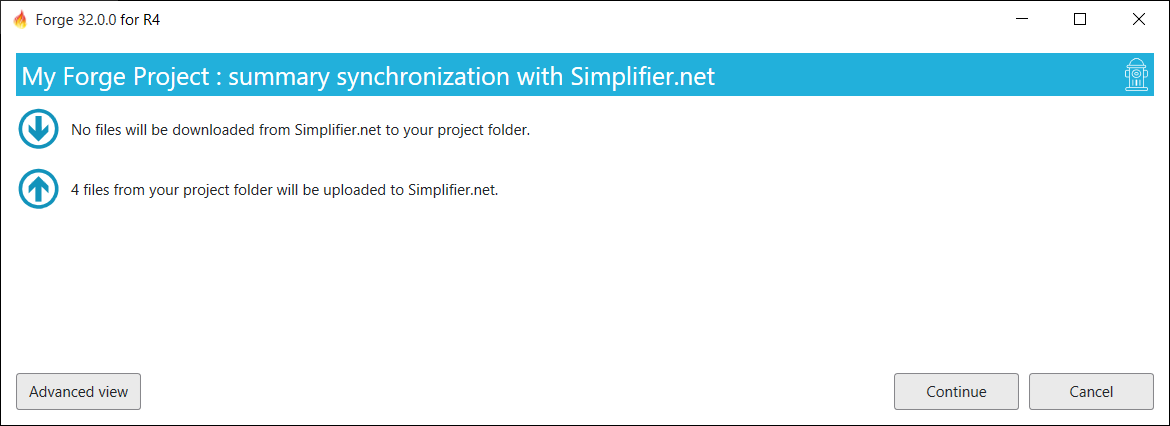 Forge 32.0.0 for R4
My Forge Project : summary synchronization with Simplifier.net
No files will be downloaded from Simplifier.net to your project folder.
4 files from your project folder will be uploaded to Simplifier.net.
Advanced view
Continue
Cancel